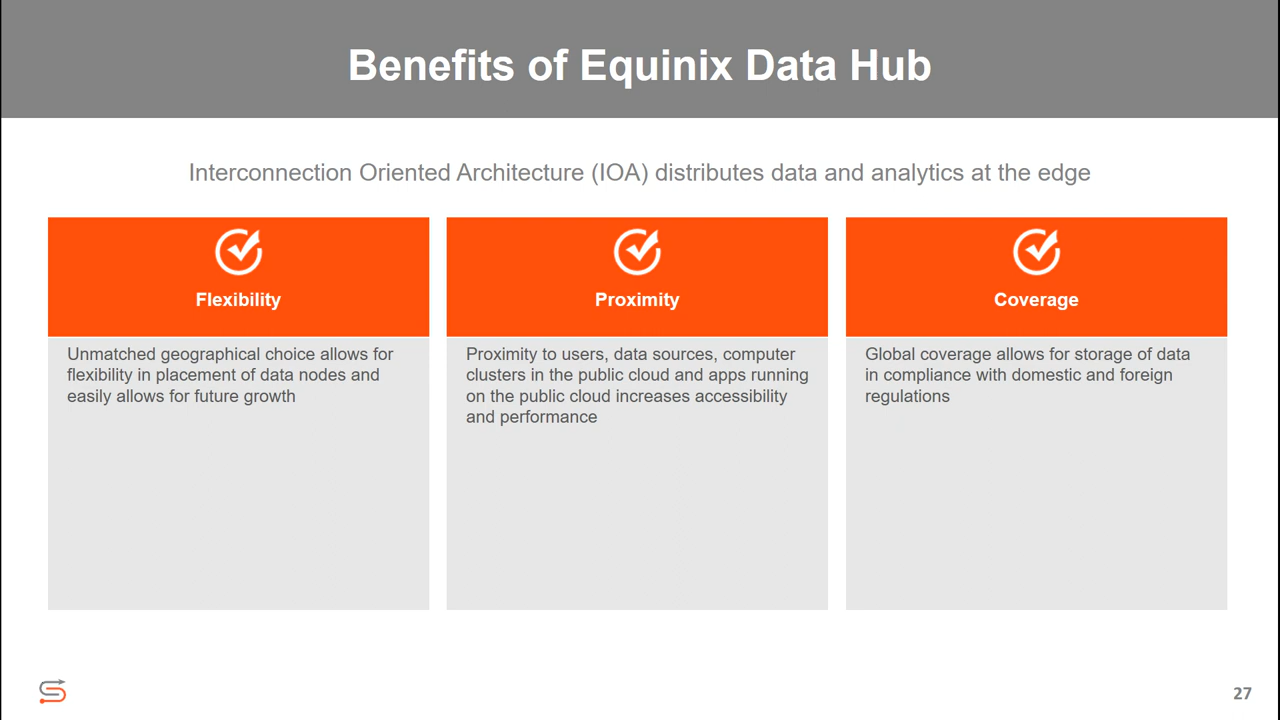 Benefits of Equinix Data Hub
Interconnection Oriented Architecture (IOA) distributes data and analytics at the edge
Flexibility
Unmatched geographical choice allows for
flexibility in placement of data nodes and
easily allows for future growth
Proximity
Proximity to users, data sources, computer
clusters in the public cloud and apps running
on the public cloud increases accessibility
and performance
Coverage
Global coverage allows for storage of data
in compliance with domestic and foreign
regulations
27